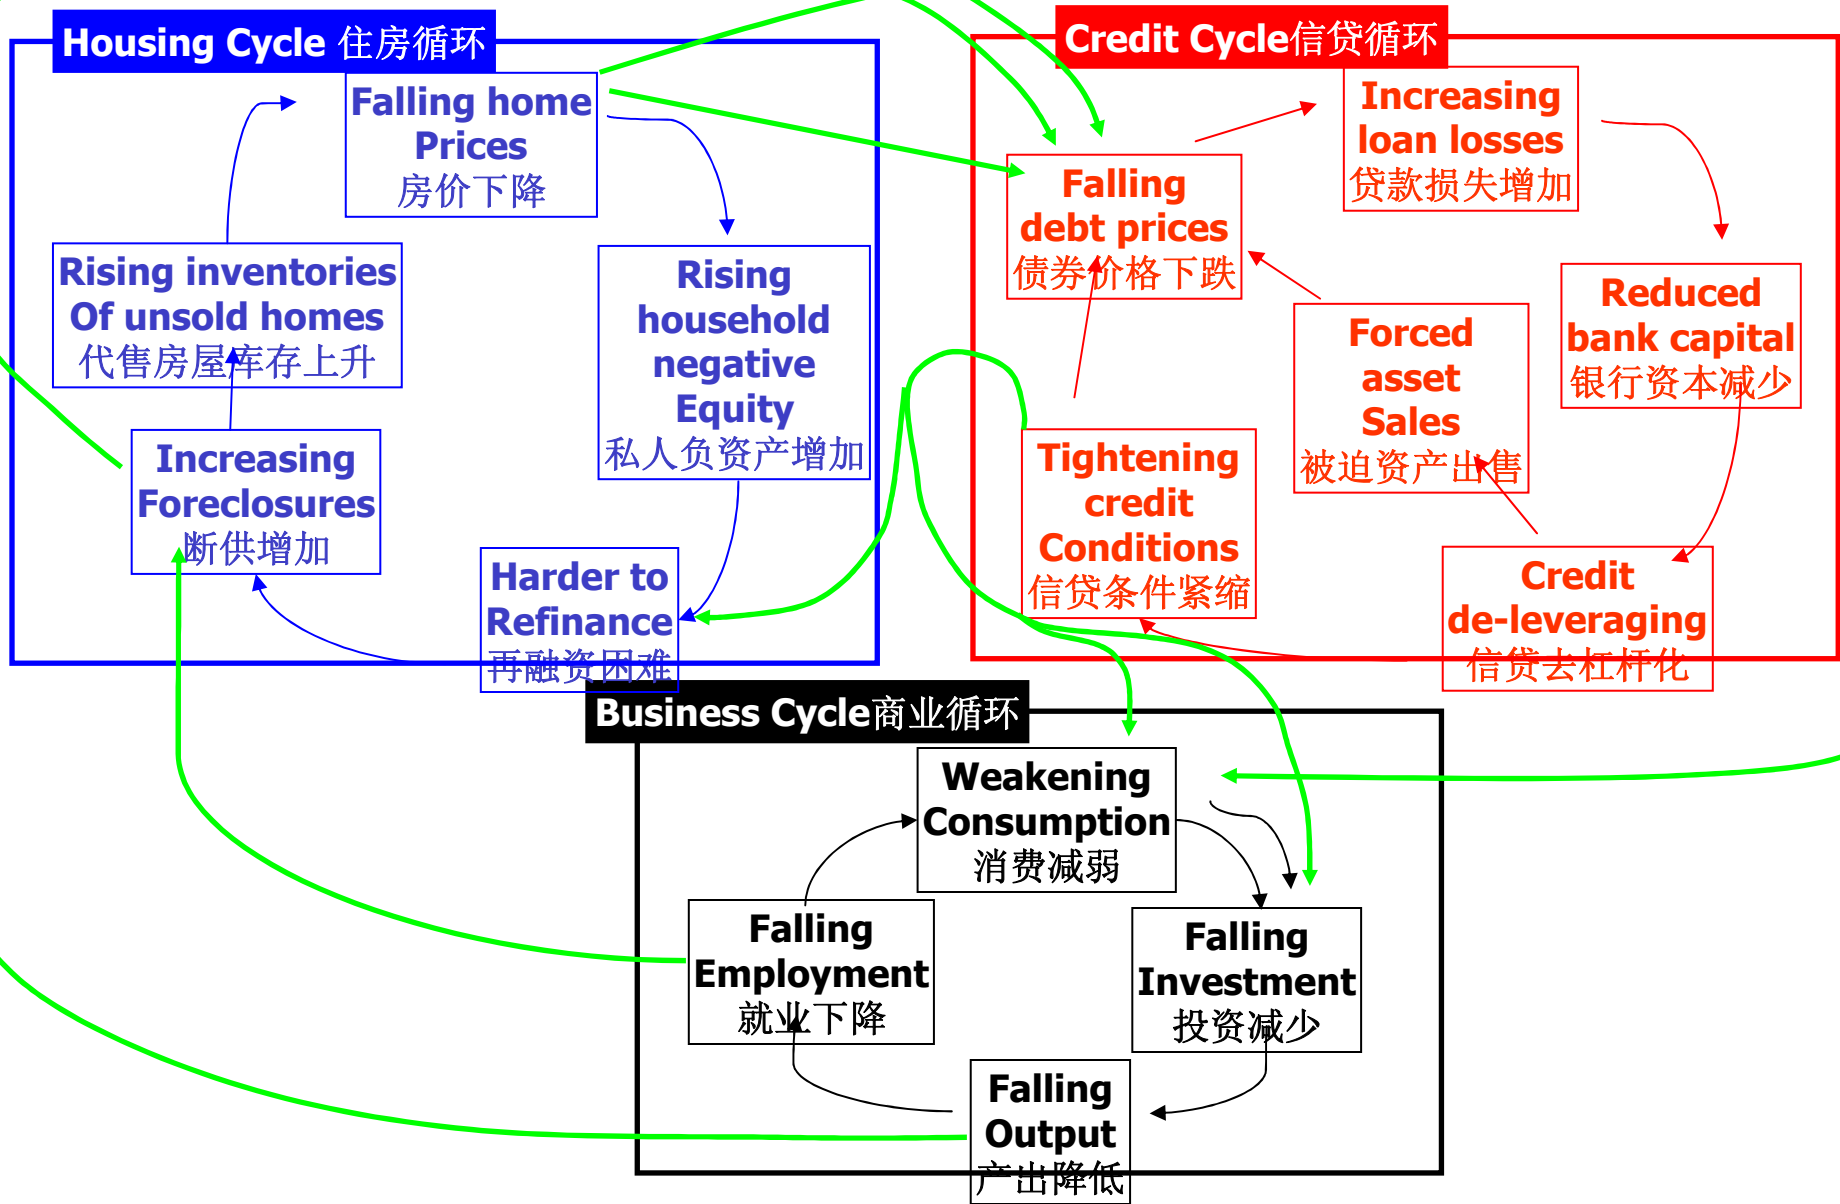 Housing Cycle 住房循环
Falling home
Prices
房价下降
Rising inventories
Of unsold homes
代售房屋库存上升
Rising
household
negative
Equity
私人负资产增加
Increasing
Foreclosures
断供增加
Harder to
Refinance
再融资困难
Credit Cycle信贷循环
Increasing
loan losses
贷款损失增加
Falling
debt prices
债券价格下跌
Reduced
bank capital
银行资本减少
Forced
asset
Sales
被迫资产出售
Tightening
credit
Conditions
信贷条件紧缩
Credit
de-leveraging
信贷去杠杆化
Business Cycle商业循环
Weakening
Consumption
消费减弱
Falling
Employment
就业下降
Falling
Investment
投资减少
Falling
Output
产出降低